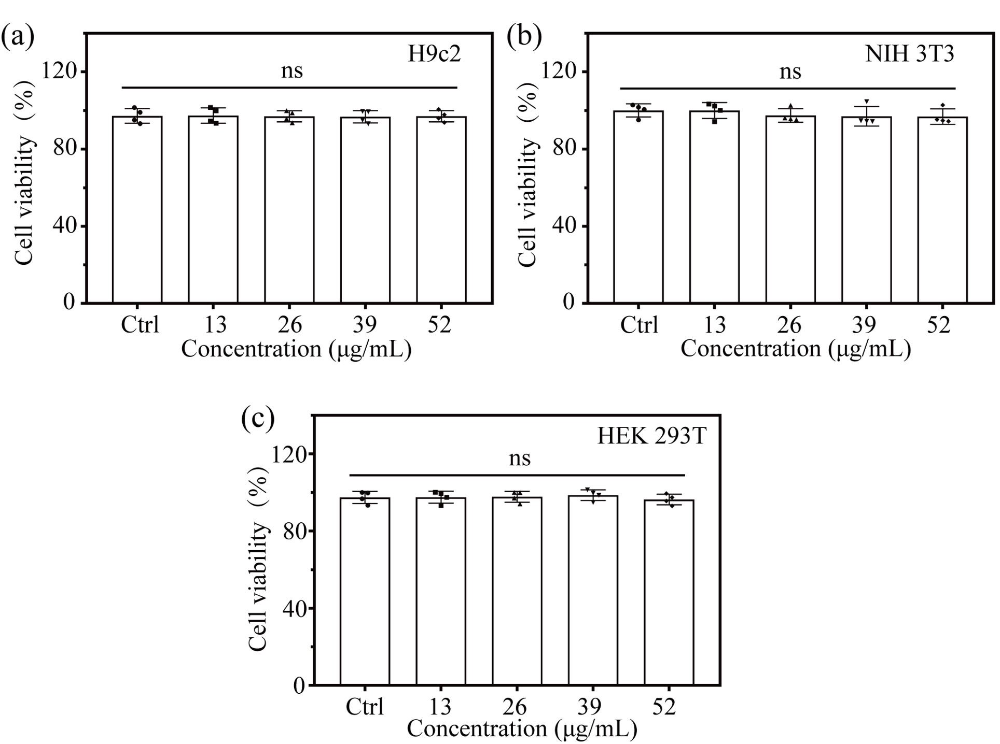 (a)
H9c2
ns
Cell viability (%)
120
80
40
0
Ctrl 13 26 39 52
Concentration (μg/mL)
(b)
NIH 3T3
ns
Cell viability (%)
120
80
40
0
Ctrl 13 26 39 52
Concentration (μg/mL)
(c)
HEK 293T
ns
Cell viability (%)
120
80
40
0
Ctrl 13 26 39 52
Concentration (μg/mL)